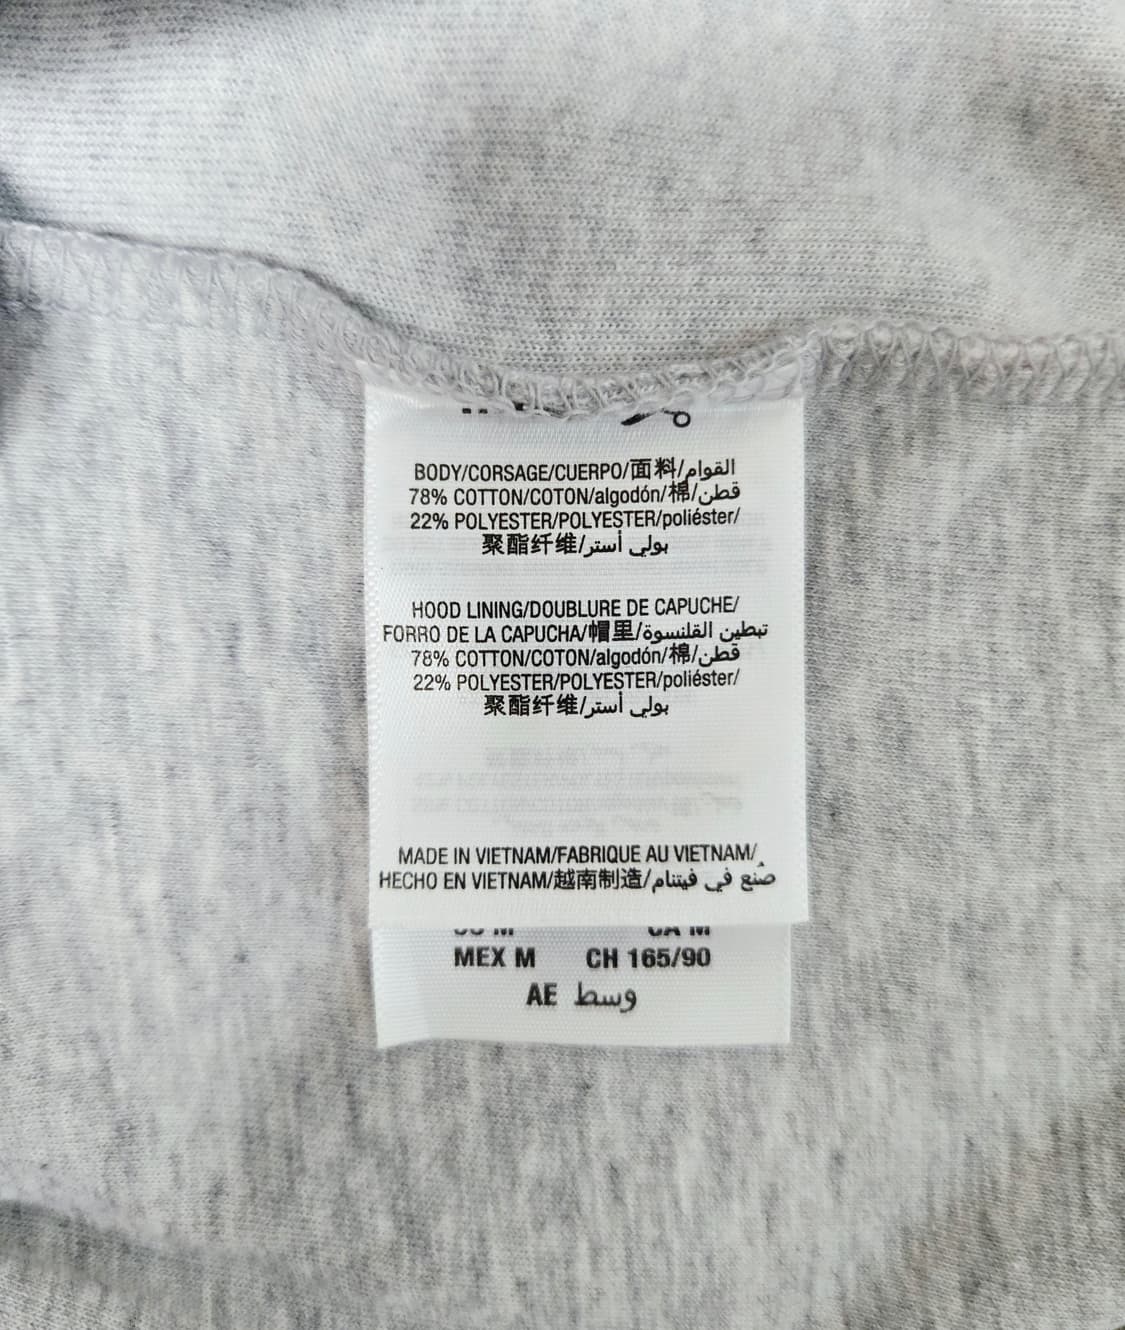 BODY/CORSAGE/CUERPO/面料/القوام
78% COTTON/COTON/algodón/棉/قطن
22% POLYESTER/POLYESTER/poliéster/
聚酯纤维/بولي أستر
HOOD LINING/DOUBLURE DE CAPUCHE/
FORRO DE LA CAPUCHA/帽里/تبطين القلنسوة
78% COTTON/COTON/algodón/棉/قطن
22% POLYESTER/POLYESTER/poliéster/
聚酯纤维/بولي أستر
MADE IN VIETNAM/FABRIQUE AU VIETNAM/
HECHO EN VIETNAM/越南制造/صنع في فيتنام
MEX M CH 165/90
AE وسط